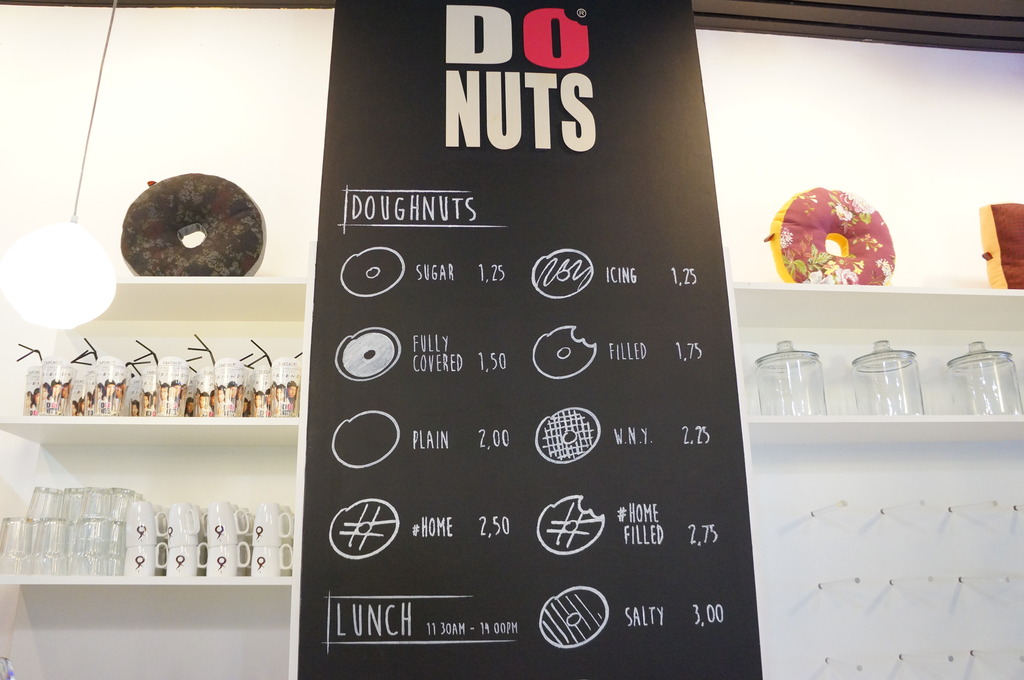 DO®
NUTS
DOUGHNUTS
SUGAR 1,25
ICING 1,25
FULLY
COVERED 1,50
FILLED 1,75
PLAIN 2,00
W.N.Y. 2.25
#HOME 2,50
#HOME
FILLED 2,75
LUNCH 11 30AM - 14 00PM
SALTY 3,00